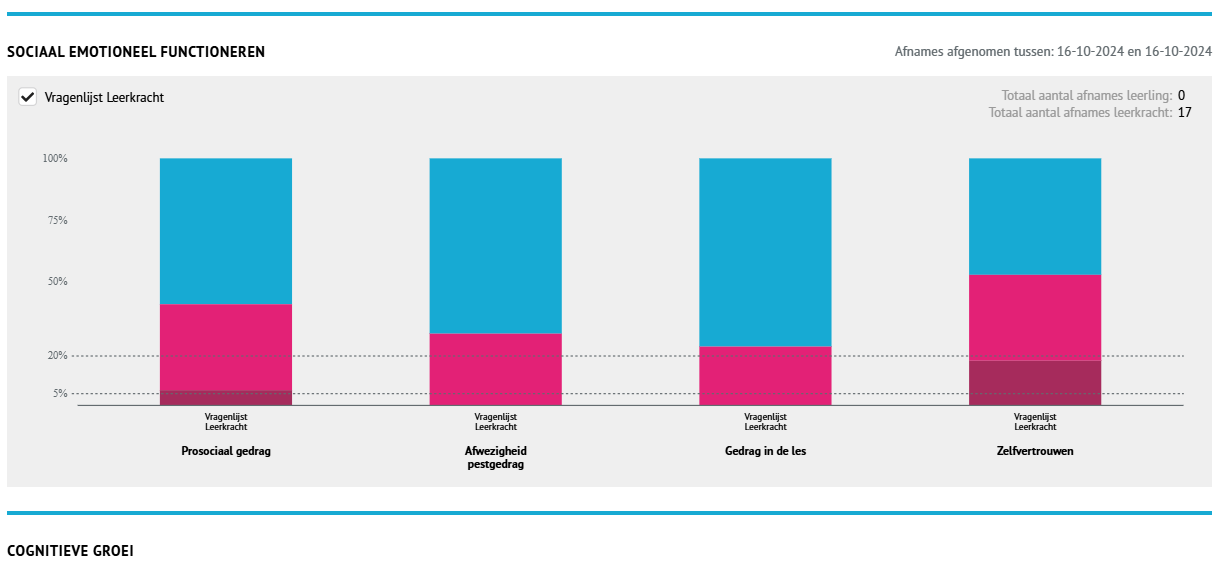 SOCIAAL EMOTIONEEL FUNCTIONEREN
Afnames afgenomen tussen: 16-10-2024 en 16-10-2024
Vragenlijst Leerkracht
Totaal aantal afnames leerling: 0
Totaal aantal afnames leerkracht: 17
100%
75%
50%
20%
5%
Vragenlijst
Leerkracht
Prosociaal gedrag
Vragenlijst
Leerkracht
Afwezigheid
pestgedrag
Vragenlijst
Leerkracht
Gedrag in de les
Vragenlijst
Leerkracht
Zelfvertrouwen
COGNITIEVE GROEI